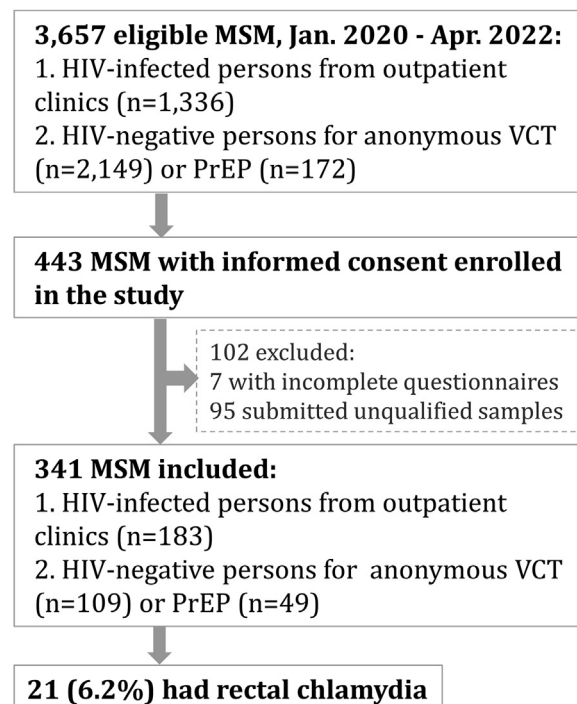 3,657 eligible MSM, Jan. 2020 - Apr. 2022:
1. HIV-infected persons from outpatient
clinics (n=1,336)
2. HIV-negative persons for anonymous VCT
(n=2,149) or PrEP (n=172)
443 MSM with informed consent enrolled
in the study
102 excluded:
7 with incomplete questionnaires
95 submitted unqualified samples
341 MSM included:
1. HIV-infected persons from outpatient
clinics (n=183)
2. HIV-negative persons for anonymous VCT
(n=109) or PrEP (n=49)
21 (6.2%) had rectal chlamydia